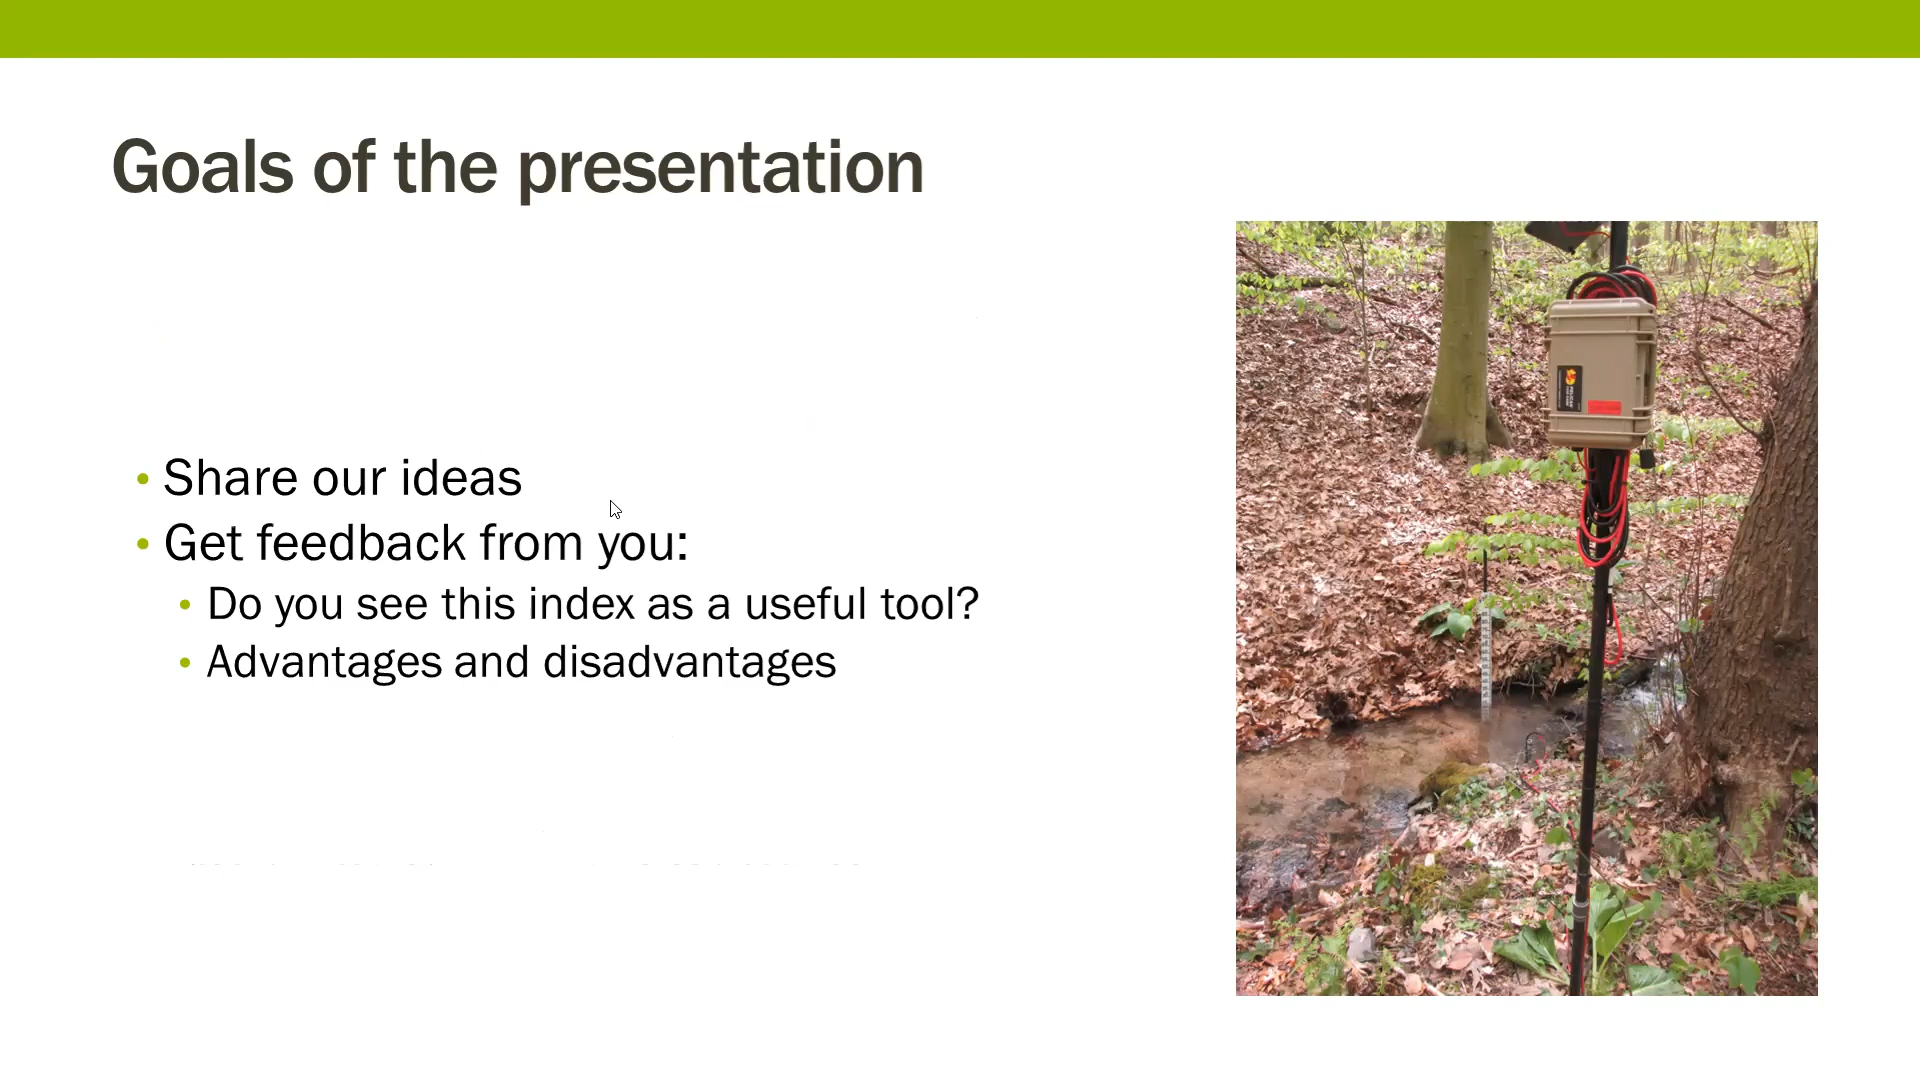 Goals of the presentation
• Share our ideas
• Get feedback from you:
• Do you see this index as a useful tool?
• Advantages and disadvantages